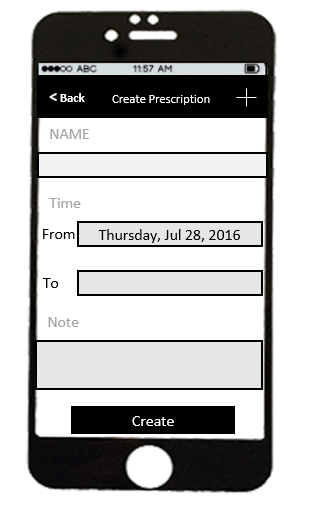 ABC 11:57 AM
< Back Create Prescription +
NAME
Time
From Thursday, Jul 28, 2016
To
Note
Create